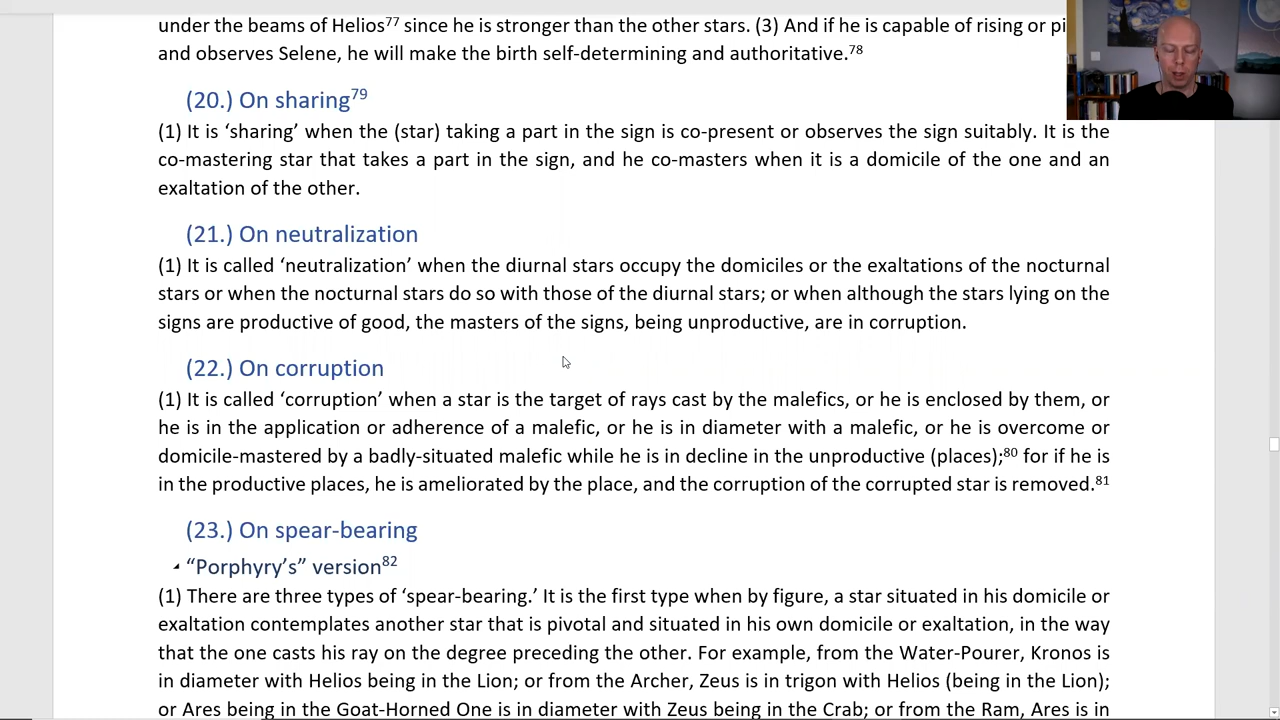 under the beams of Helios77 since he is stronger than the other stars. (3) And if he is capable of rising or
and observes Selene, he will make the birth self-determining and authoritative.78
(20.) On sharing79
(1) It is ‘sharing’ when the (star) taking a part in the sign is co-present or observes the sign suitably. It is the
co-mastering star that takes a part in the sign, and he co-masters when it is a domicile of the one and an
exaltation of the other.
(21.) On neutralization
(1) It is called ‘neutralization’ when the diurnal stars occupy the domiciles or the exaltations of the nocturnal
stars or when the nocturnal stars do so with those of the diurnal stars; or when although the stars lying on the
signs are productive of good, the masters of the signs, being unproductive, are in corruption.
(22.) On corruption
(1) It is called ‘corruption’ when a star is the target of rays cast by the malefics, or he is enclosed by them, or
he is in the application or adherence of a malefic, or he is in diameter with a malefic, or he is overcome or
domicile-mastered by a badly-situated malefic while he is in decline in the unproductive (places);80 for if he is
in the productive places, he is ameliorated by the place, and the corruption of the corrupted star is removed.81
(23.) On spear-bearing
“Porphyry’s” version82
(1) There are three types of ‘spear-bearing.’ It is the first type when by figure, a star situated in his domicile or
exaltation contemplates another star that is pivotal and situated in his own domicile or exaltation, in the way
that the one casts his ray on the degree preceding the other. For example, from the Water-Pourer, Kronos is
in diameter with Helios being in the Lion; or from the Archer, Zeus is in trigon with Helios (being in the Lion);
or Ares being in the Goat-Horned One is in diameter with Zeus being in the Crab; or from the Ram, Ares is in